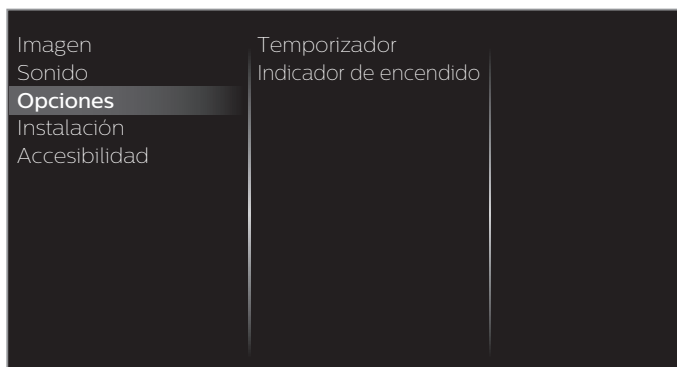 Imagen
Sonido
Opciones
Instalación
Accesibilidad
Temporizador
Indicador de encendido